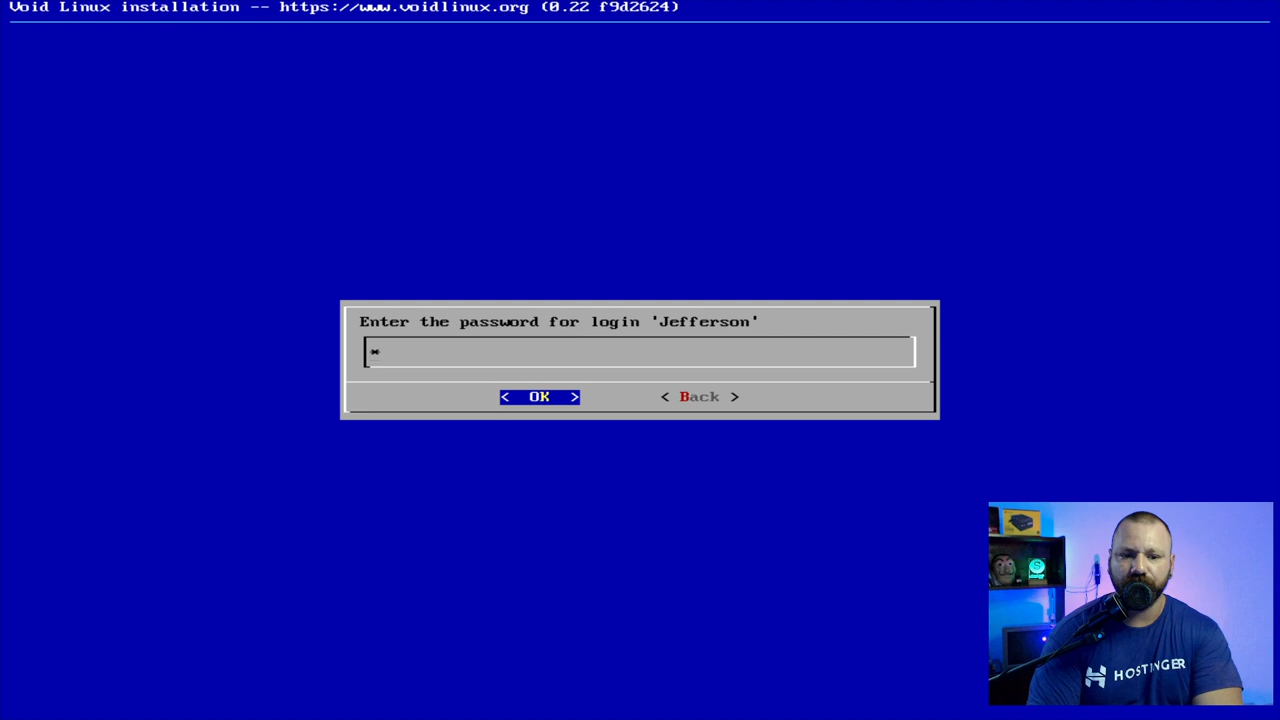 Void Linux installation -- https://www.voidlinux.org (0.22 f9d2624)
Enter the password for login 'Jefferson'
*
< OK > < Back >
HOSTINGER